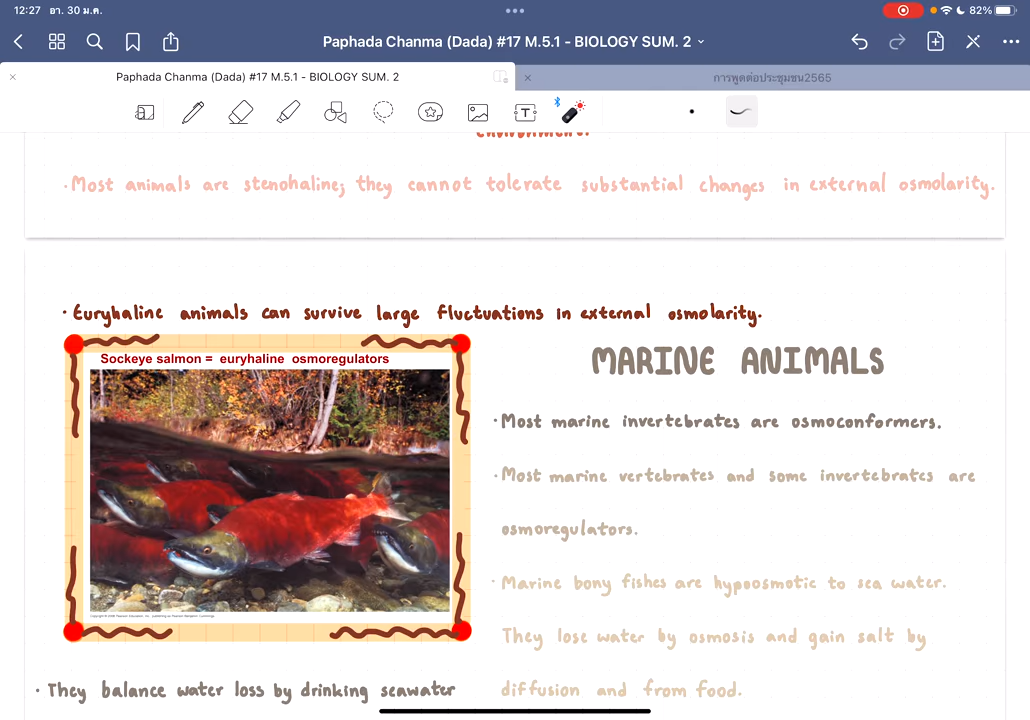 12:27 อา. 30 ม.ค.
82%
Paphada Chanma (Dada) #17 M.5.1 - BIOLOGY SUM. 2
Paphada Chanma (Dada) #17 M.5.1 - BIOLOGY SUM. 2
การพูดต่อประชุมชน2565
T
environment.
· Most animals are stenohaline; they cannot tolerate substantial changes in external osmolarity.
· Euryhaline animals can survive large fluctuations in external osmolarity.
Sockeye salmon = euryhaline osmoregulators
MARINE ANIMALS
· Most marine invertebrates are osmoconformers.
· Most marine vertebrates and some invertebrates are
osmoregulators.
· Marine bony fishes are hypoosmotic to sea water.
They lose water by osmosis and gain salt by
diffusion and from food.
· They balance water loss by drinking seawater